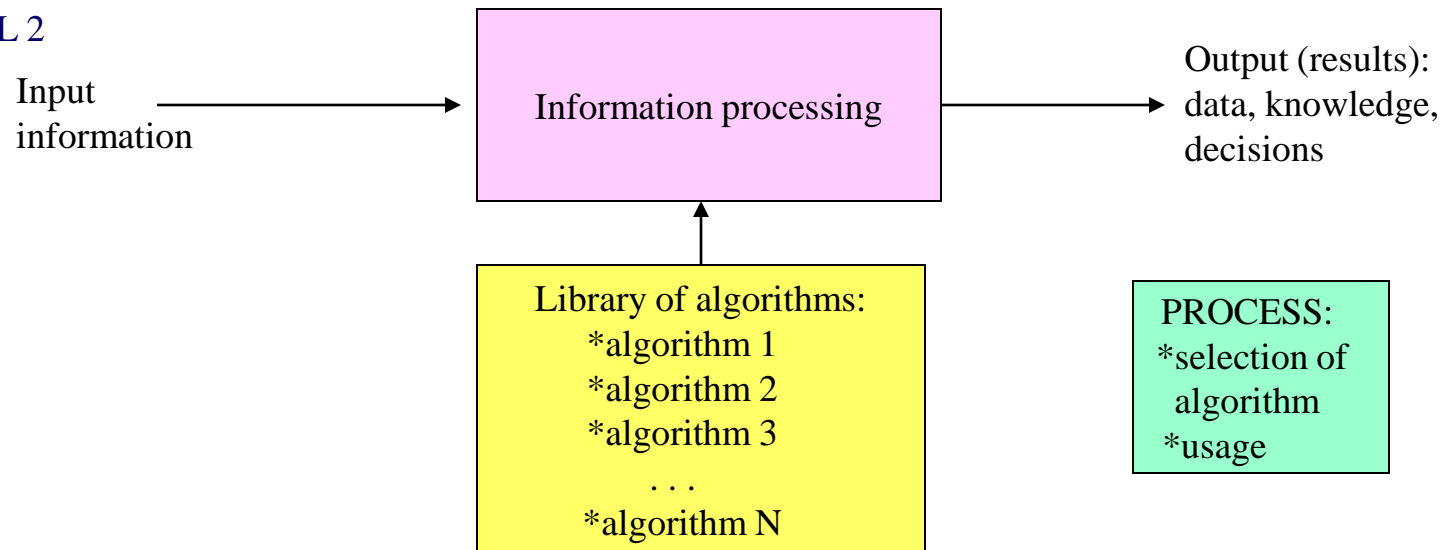 L 2
Input
information
Information processing
Output (results):
data, knowledge,
decisions
Library of algorithms:
*algorithm 1
*algorithm 2
*algorithm 3
. . .
*algorithm N
PROCESS:
*selection of
algorithm
*usage